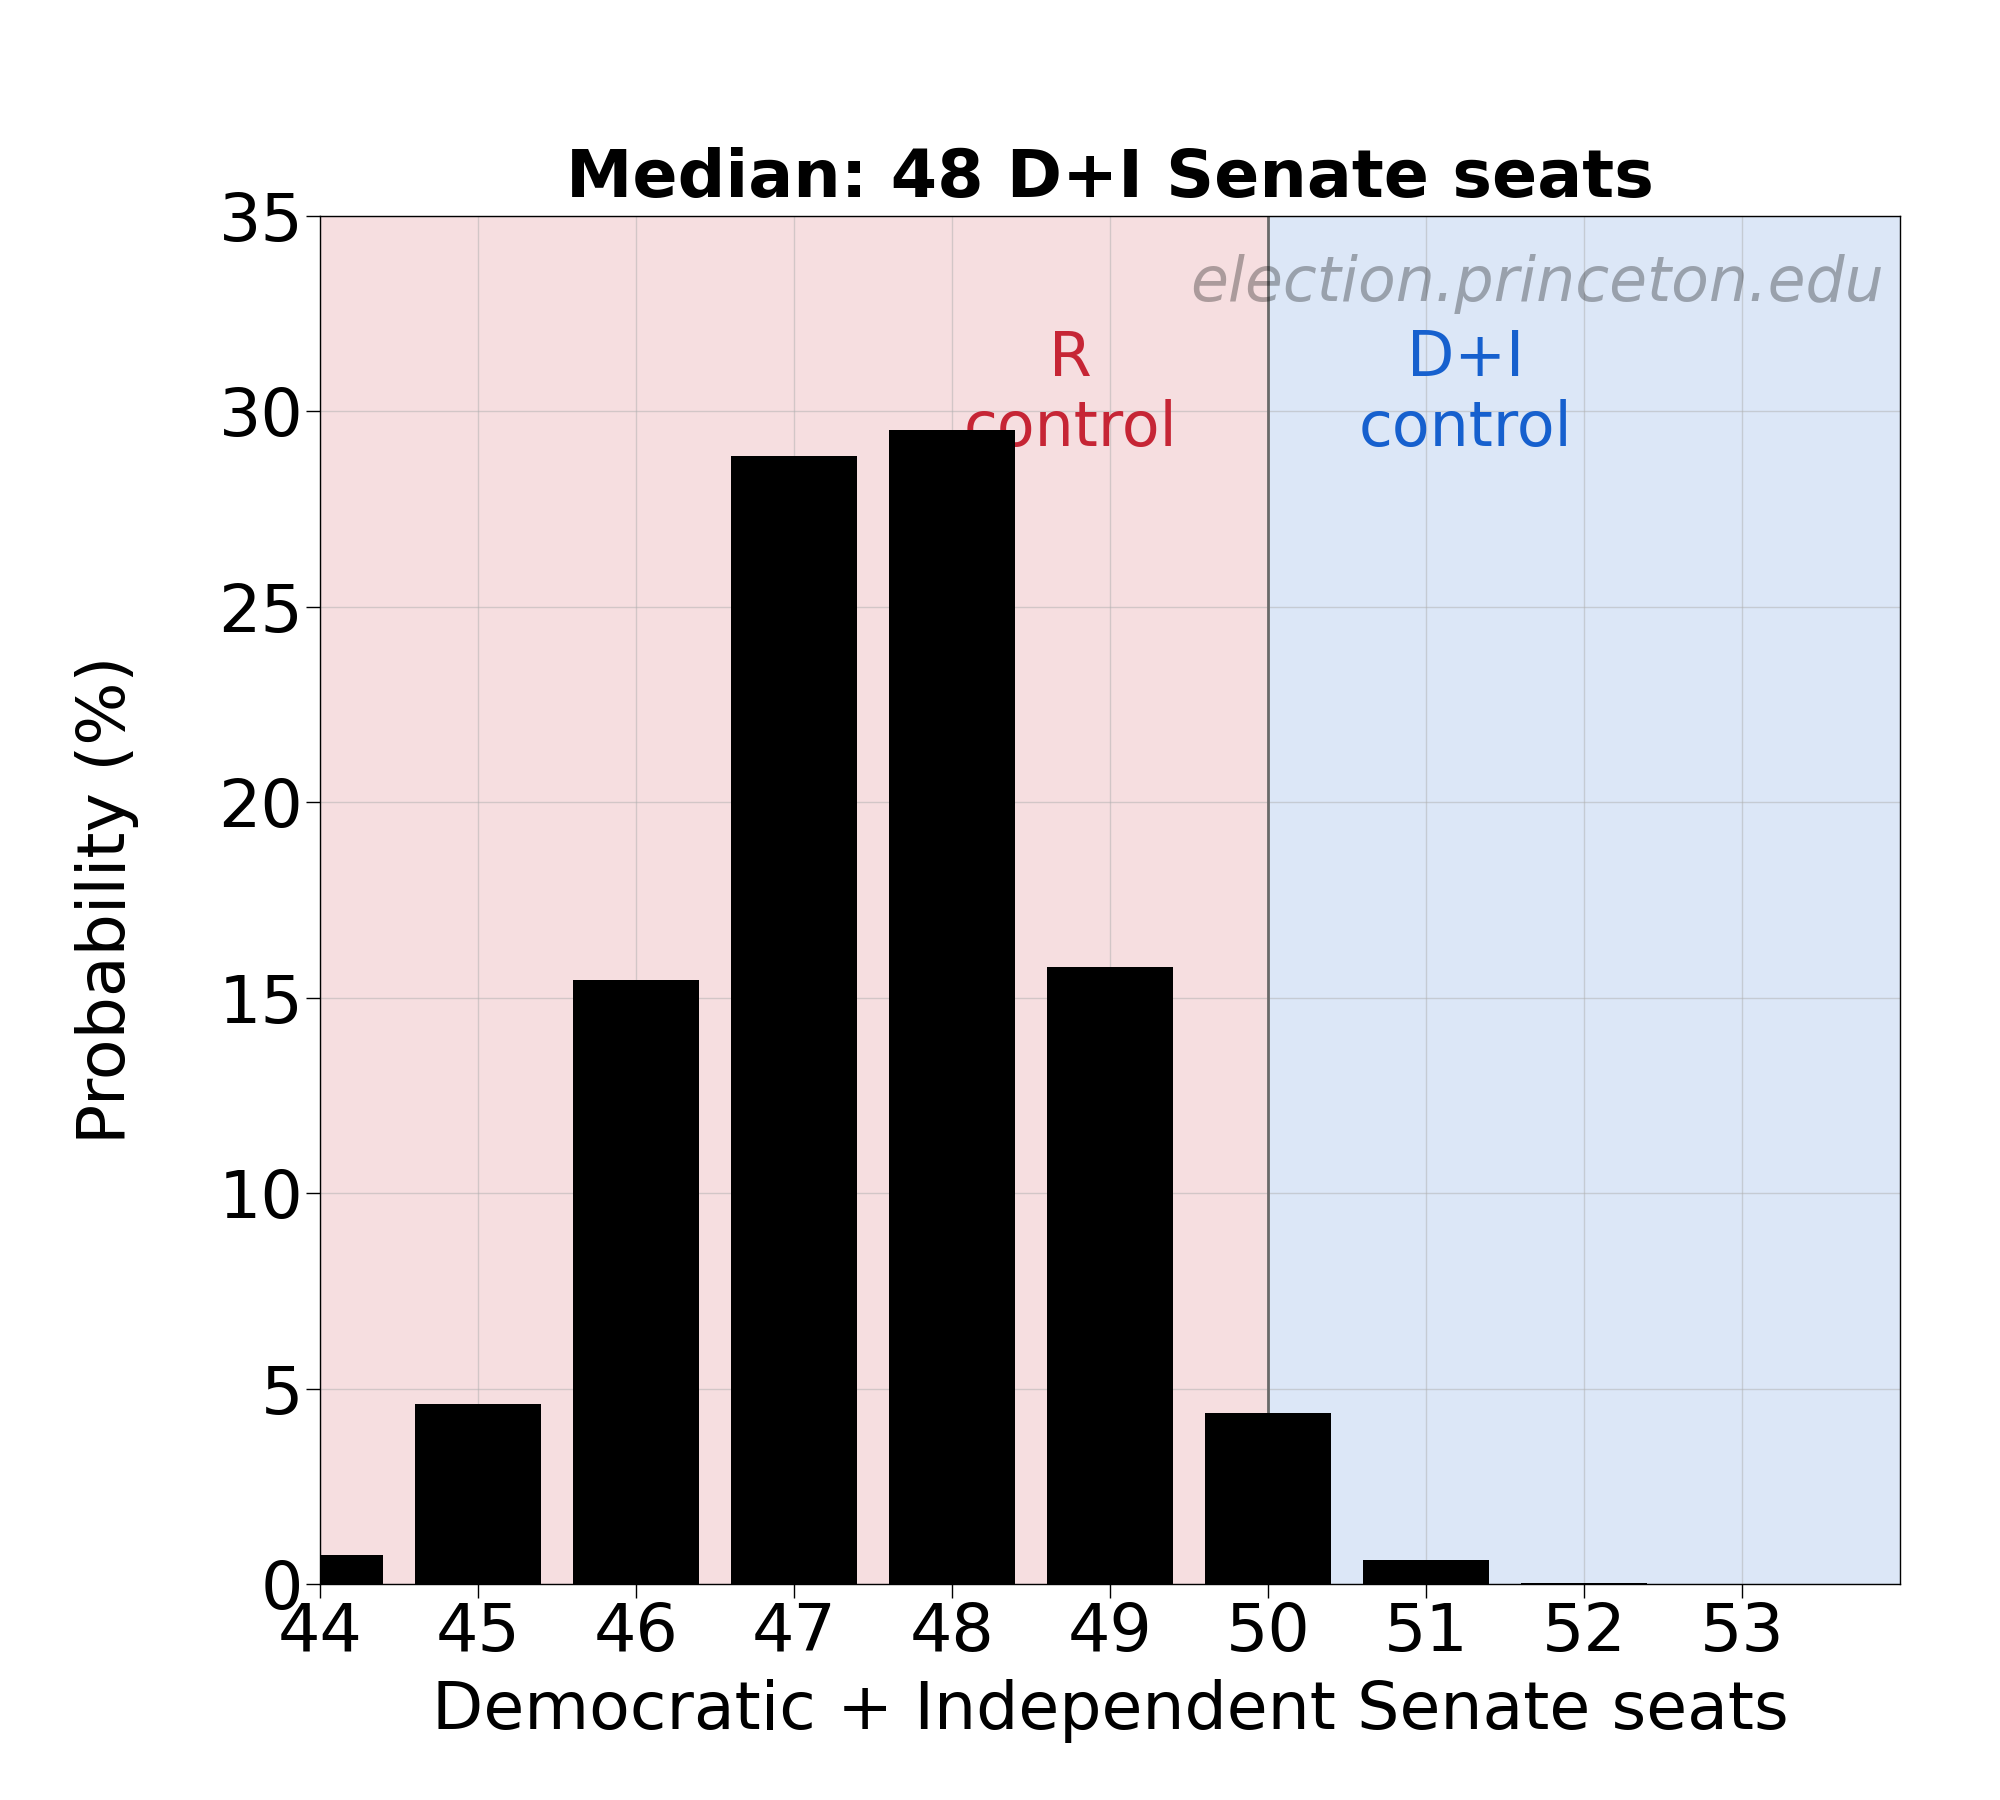 Median: 48 D+I Senate seats
election.princeton.edu
R
control
D+I
control
35
30
25
20
15
10
5
0
Probability (%)
44 45 46 47 48 49 50 51 52 53
Democratic + Independent Senate seats